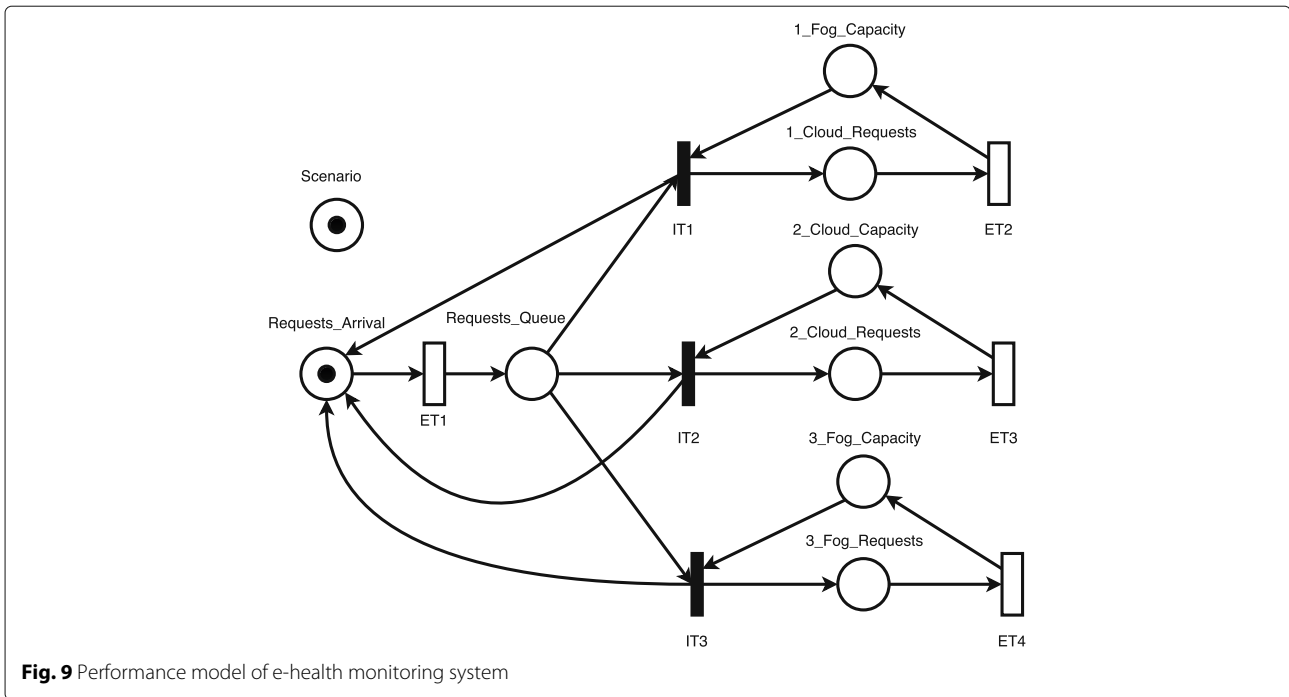 1_Fog_Capacity
1_Cloud_Requests
Scenario
IT1
2_Cloud_Capacity
ET2
Requests_Arrival
Requests_Queue
2_Cloud_Requests
ET1
IT2
3_Fog_Capacity
ET3
3_Fog_Requests
IT3
ET4
Fig. 9 Performance model of e-health monitoring system